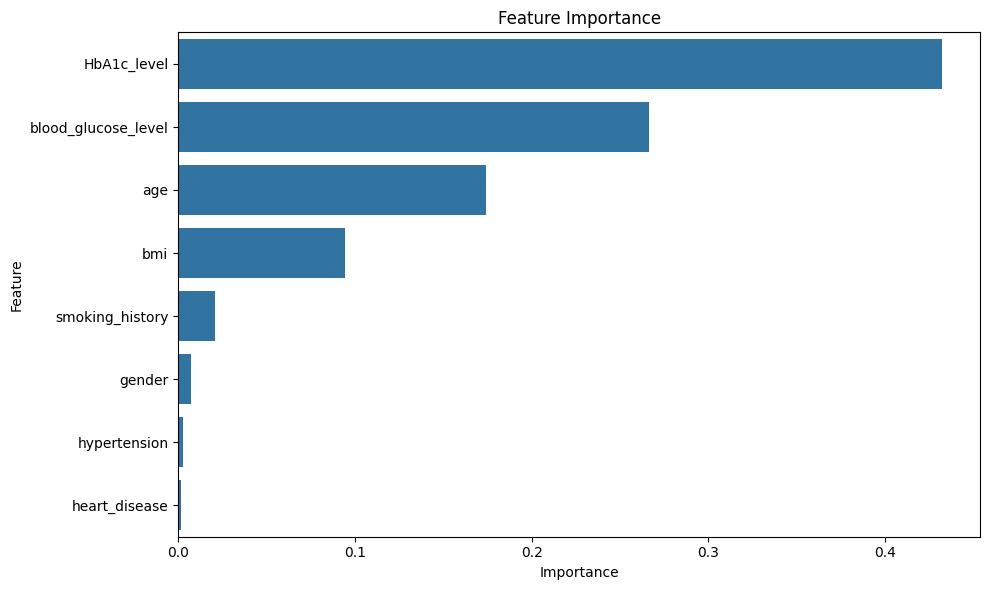 Feature Importance
HbA1c_level
blood_glucose_level
age
bmi
smoking_history
gender
hypertension
heart_disease
Feature
0.0 0.1 0.2 0.3 0.4
Importance